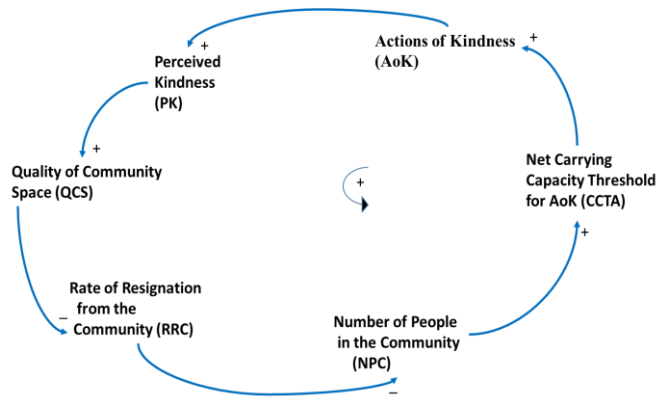 Actions of Kindness
(AoK)
+
+
Perceived
Kindness
(PK)
+
Quality of Community
Space (QCS)
+
Net Carrying
Capacity Threshold
for AoK (CCTA)
+
Rate of Resignation
from the
Community (RRC)
–
Number of People
in the Community
(NPC)
–